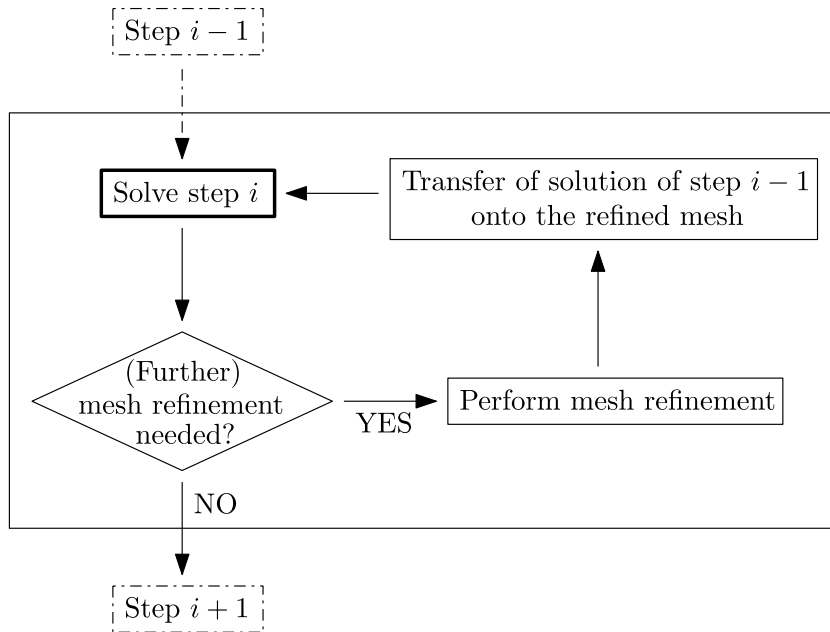 Step i − 1
Solve step i
Transfer of solution of step i − 1
onto the refined mesh
(Further)
mesh refinement
needed?
YES
Perform mesh refinement
NO
Step i + 1